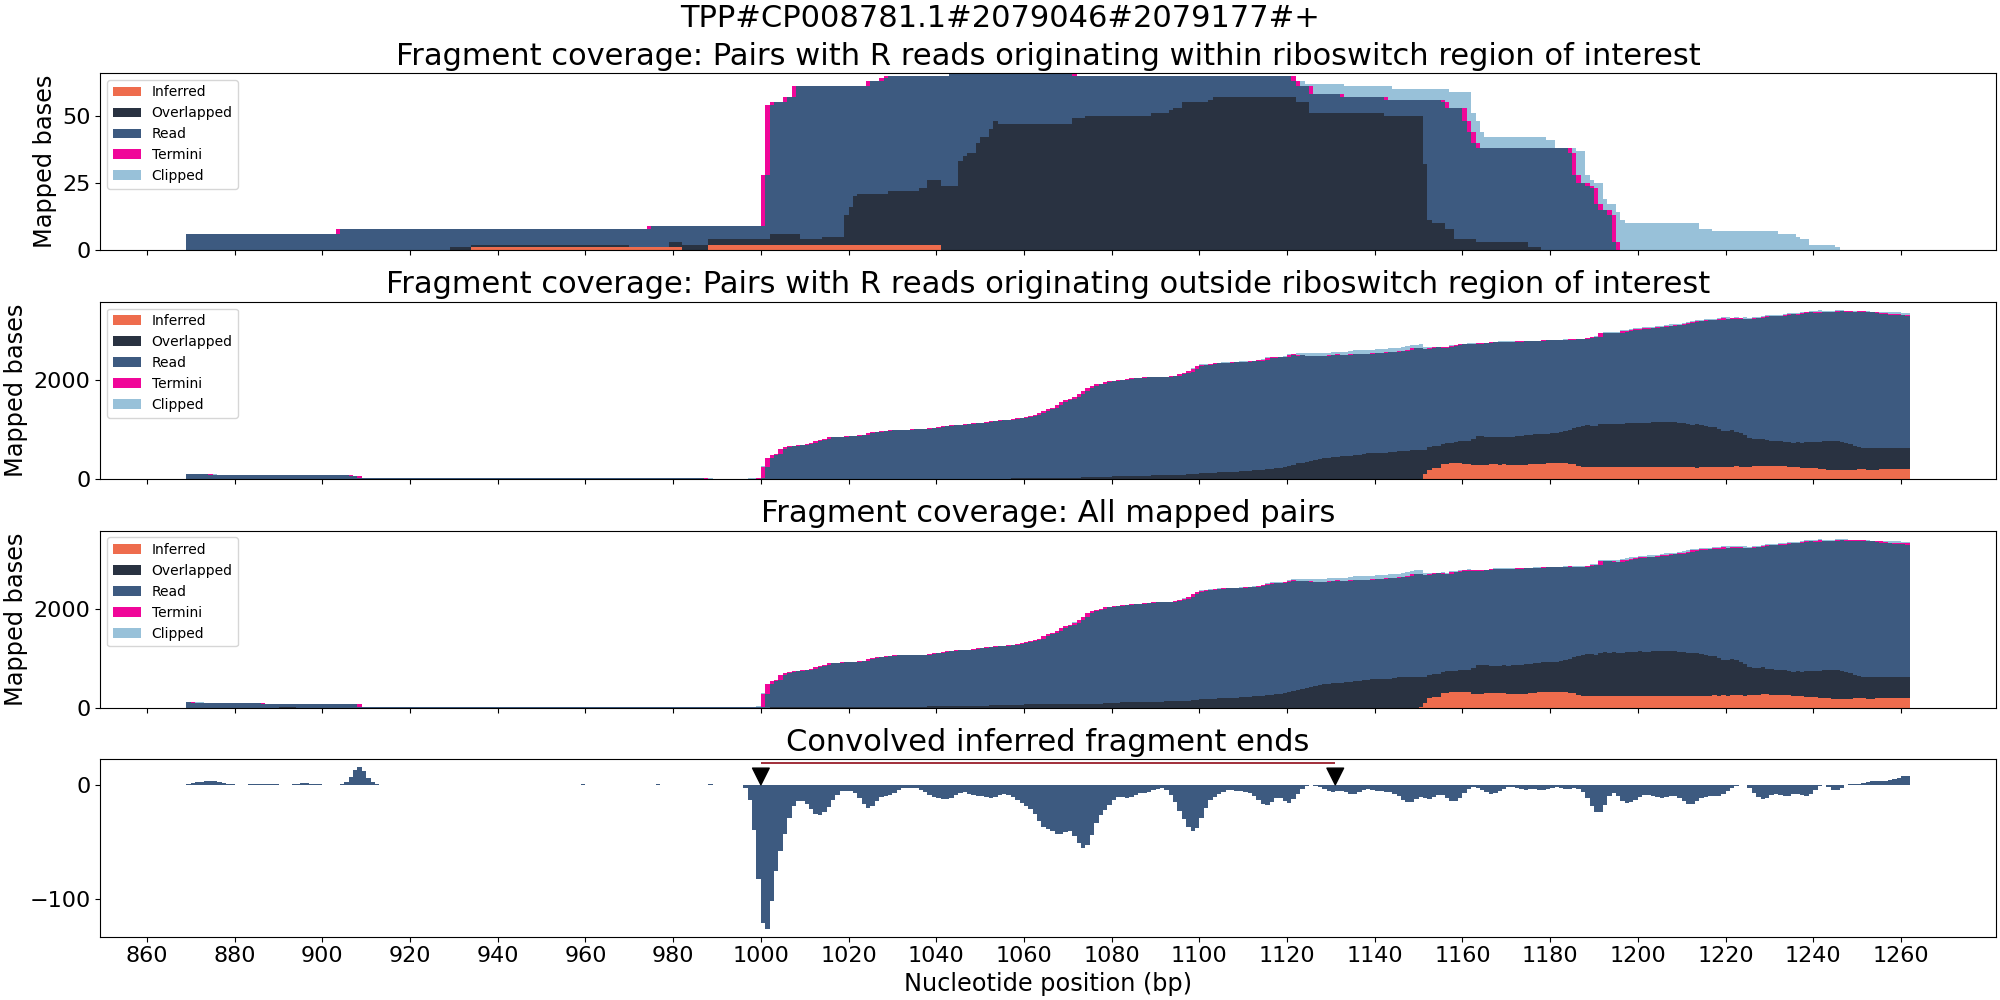 TPP#CP008781.1#2079046#2079177#+
Fragment coverage: Pairs with R reads originating within riboswitch region of interest
Mapped bases
50
25
0
Inferred
Overlapped
Read
Termini
Clipped
Fragment coverage: Pairs with R reads originating outside riboswitch region of interest
Mapped bases
2000
0
Inferred
Overlapped
Read
Termini
Clipped
Fragment coverage: All mapped pairs
Mapped bases
2000
0
Inferred
Overlapped
Read
Termini
Clipped
Convolved inferred fragment ends
0
−100
860 880 900 920 940 960 980 1000 1020 1040 1060 1080 1100 1120 1140 1160 1180 1200 1220 1240 1260
Nucleotide position (bp)